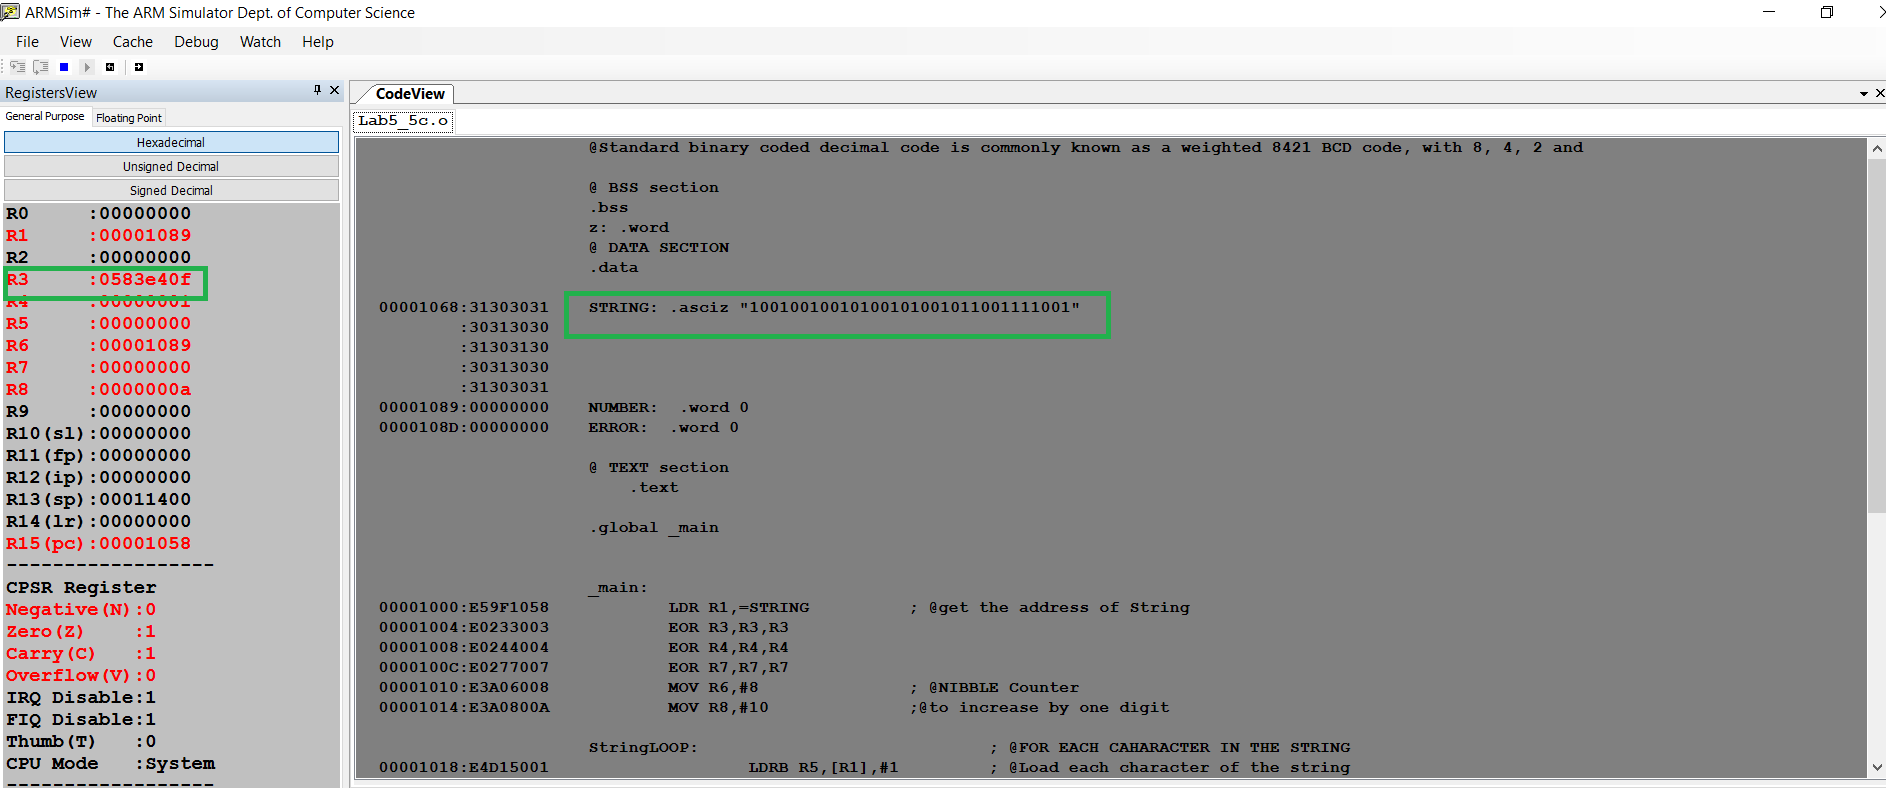 ARMSim# - The ARM Simulator Dept. of Computer Science
File View Cache Debug Watch Help
RegistersView
General Purpose Floating Point
Hexadecimal
Unsigned Decimal
Signed Decimal
R0 :00000000
R1 :00001089
R2 :00000000
R3 :0583e40f
R4 :00000001
R5 :00000000
R6 :00001089
R7 :00000000
R8 :0000000a
R9 :00000000
R10(sl):00000000
R11(fp):00000000
R12(ip):00000000
R13(sp):00011400
R14(lr):00000000
R15(pc):00001058
------------------
CPSR Register
Negative(N):0
Zero(Z) :1
Carry(C) :1
Overflow(V):0
IRQ Disable:1
FIQ Disable:1
Thumb(T) :0
CPU Mode :System
------------------
CodeView
Lab5_5c.o
@Standard binary coded decimal code is commonly known as a weighted 8421 BCD code, with 8, 4, 2 and
@ BSS section
.bss
z: .word
@ DATA SECTION
.data
00001068:31303031 STRING: .asciz "10010010010100101001011001111001"
:30313030
:31303130
:30313030
:31303031
00001089:00000000 NUMBER: .word 0
0000108D:00000000 ERROR: .word 0
@ TEXT section
.text
.global _main
_main:
00001000:E59F1058 LDR R1,=STRING ; @get the address of String
00001004:E0233003 EOR R3,R3,R3
00001008:E0244004 EOR R4,R4,R4
0000100C:E0277007 EOR R7,R7,R7
00001010:E3A06008 MOV R6,#8 ; @NIBBLE Counter
00001014:E3A0800A MOV R8,#10 ;@to increase by one digit
StringLOOP: ; @FOR EACH CAHARACTER IN THE STRING
00001018:E4D15001 LDRB R5,[R1],#1 ; @Load each character of the string